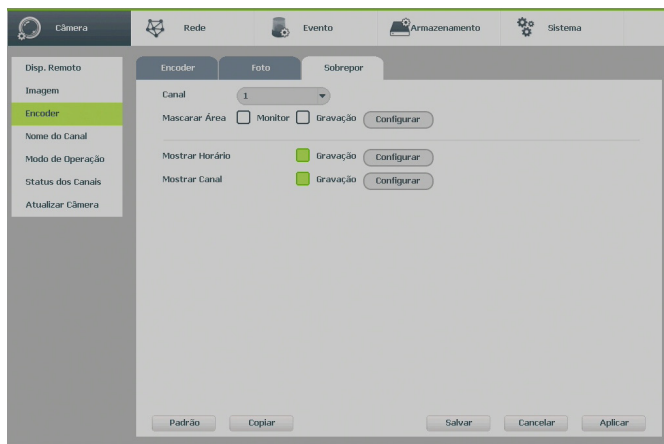 Câmera Rede Evento Armazenamento Sistema
Disp. Remoto
Imagem
Encoder
Nome do Canal
Modo de Operação
Status dos Canais
Atualizar Câmera
Encoder Foto Sobrepor
Canal 1
Mascarar Área Monitor Gravação Configurar
Mostrar Horário Gravação Configurar
Mostrar Canal Gravação Configurar
Padrão Copiar Salvar Cancelar Aplicar